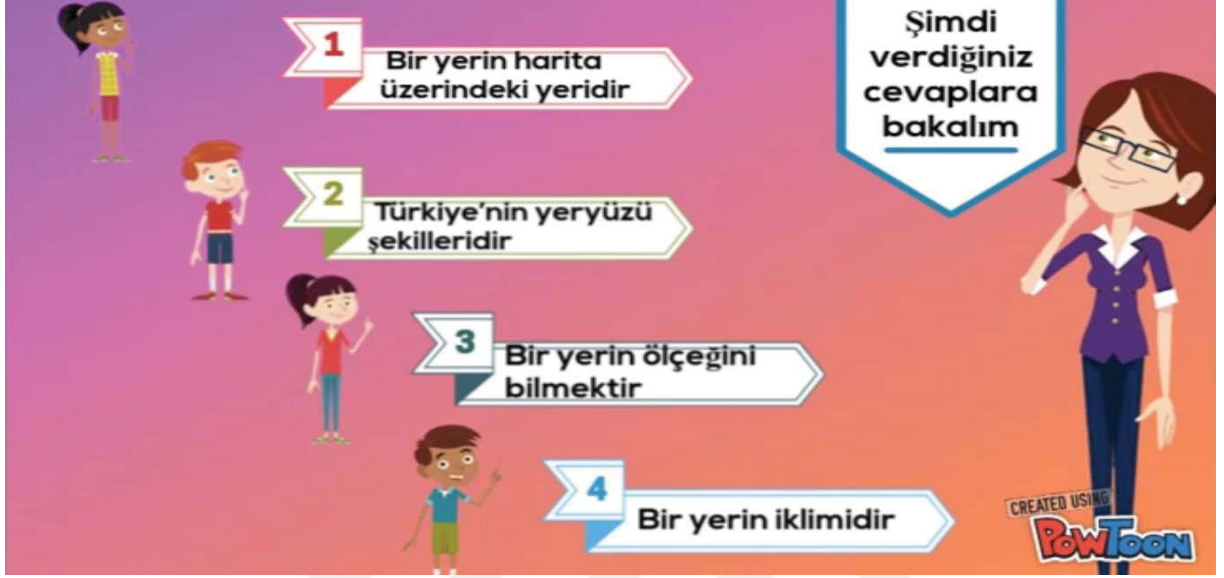 1
Bir yerin harita
üzerindeki yeridir
2
Türkiye'nin yeryüzü
şekilleridir
3
Bir yerin ölçeğini
bilmektir
4
Bir yerin iklimidir
Şimdi
verdiğiniz
cevaplara
bakalım
CREATED USING
POWTOON